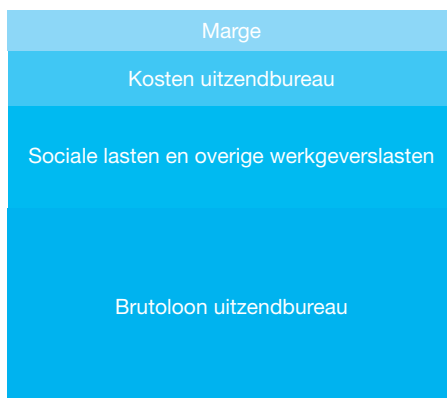 Marge
Kosten uitzendbureau
Sociale lasten en overige werkgeverslasten
Brutoloon uitzendbureau